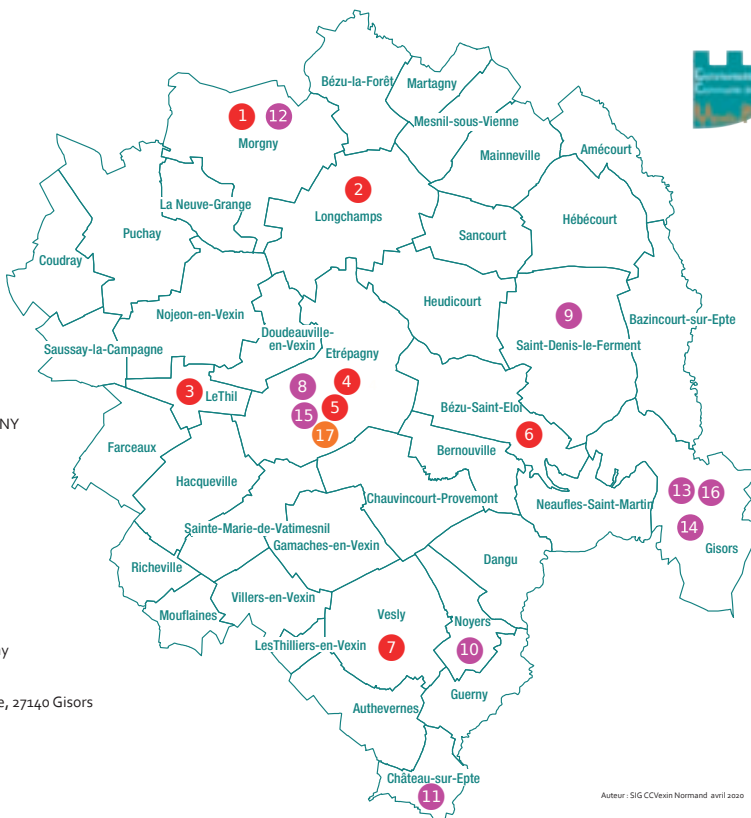 Bézu-la-Forêt
Martagny
1 12
Morgny
Mesnil-sous-Vienne
Mainneville
Amécourt
2
La Neuve-Grange
Longchamps
Hébécourt
Puchay
Sancourt
Coudray
Heudicourt
Nojeon-en-Vexin
9
Bazincourt-sur-Epte
Doudeauville-
en-Vexin
Saint-Denis-le-Ferment
Saussay-la-Campagne
Etrépagny
3
LeThil
8 4
15 5
17
Bézu-Saint-Eloi
6
NY
Farceaux
Bernouville
Hacqueville
Chauvincourt-Provemont
Neaufles-Saint-Martin
13 16
14
Gisors
Sainte-Marie-de-Vatimesnil
Gamaches-en-Vexin
Dangu
Richeville
Villers-en-Vexin
Mouflaines
Vesly
Noyers
LesThilliers-en-Vexin
7
10
ny
Guerny
e, 27140 Gisors
Authevernes
Château-sur-Epte
11
Auteur : SIG CCVexin Normand avril 2020